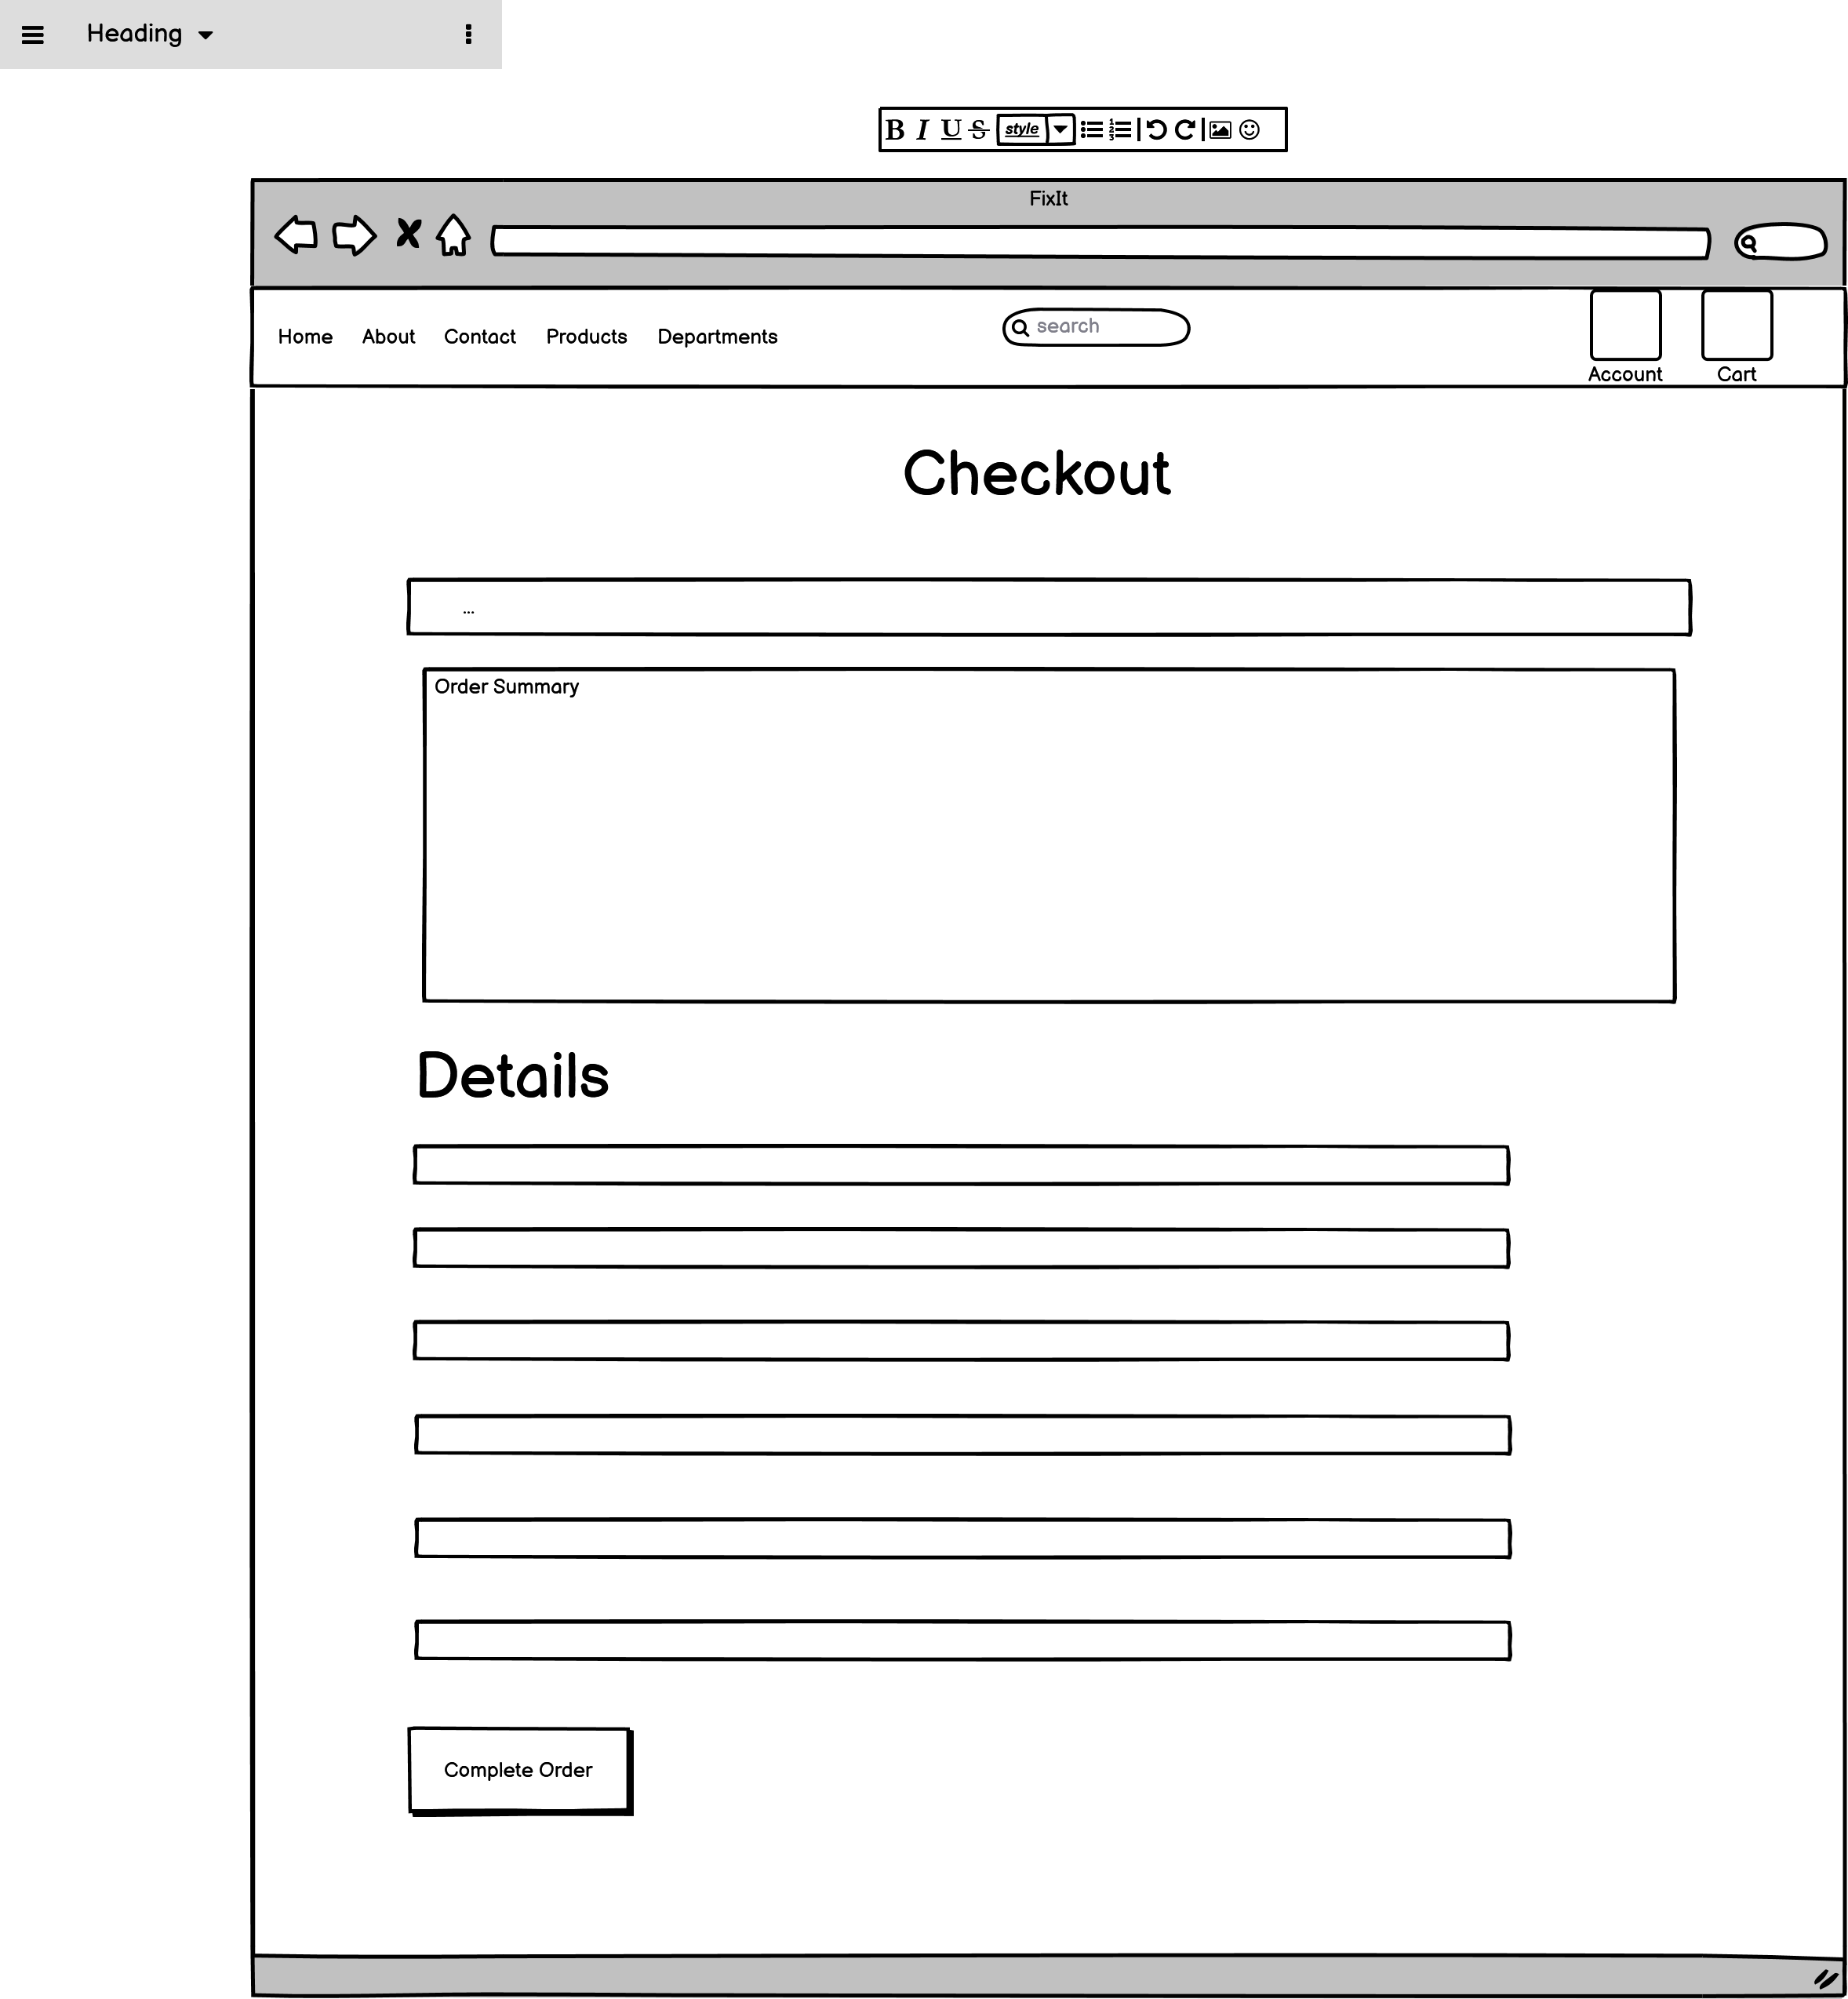 Heading
B I U S style
FixIt
Home About Contact Products Departments
search
Account Cart
Checkout
...
Order Summary
Details
Complete Order